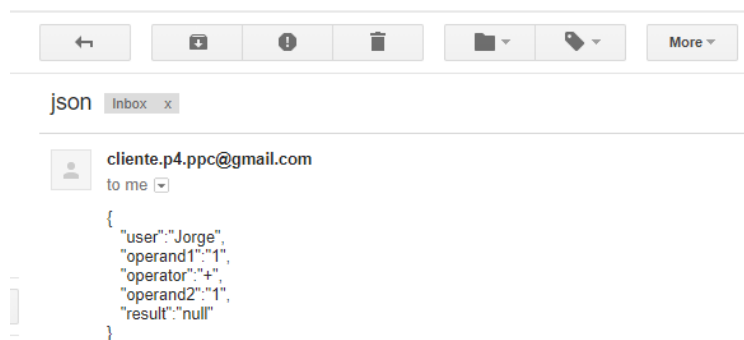 More
json Inbox x
cliente.p4.ppc@gmail.com
to me
{
"user":"Jorge",
"operand1":"1",
"operator":"+",
"operand2":"1",
"result":"null"
}